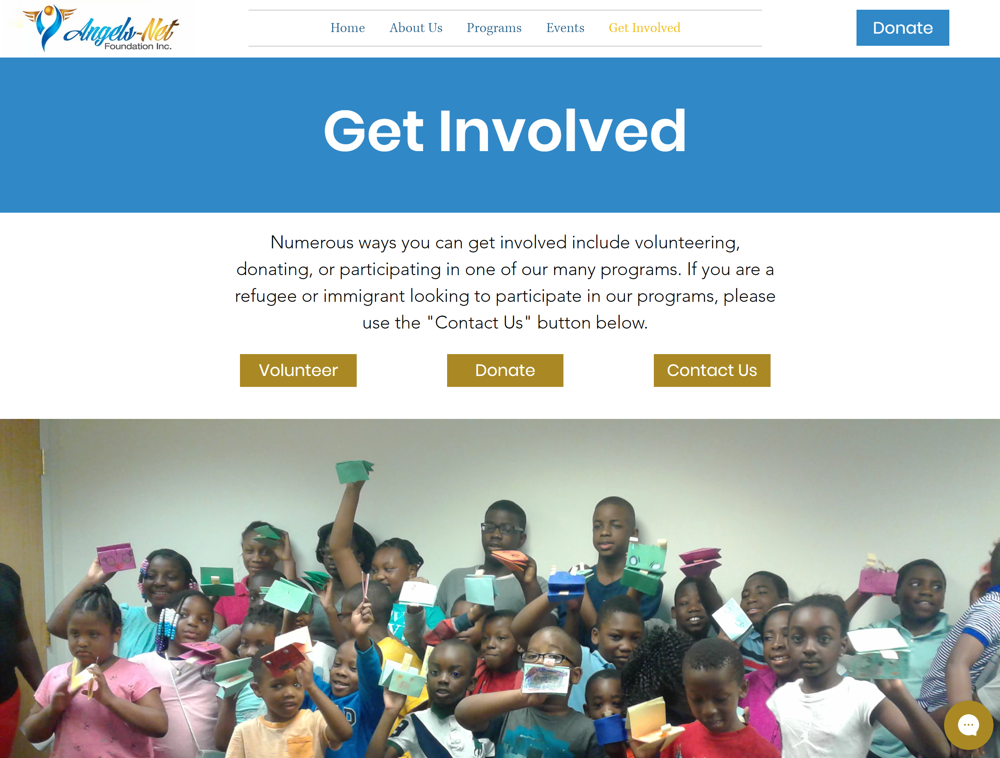 Angels-Net
Foundation Inc.
Home
About Us
Programs
Events
Get Involved
Donate
Get Involved
Numerous ways you can get involved include volunteering,
donating, or participating in one of our many programs. If you are a
refugee or immigrant looking to participate in our programs, please
use the "Contact Us" button below.
Volunteer
Donate
Contact Us